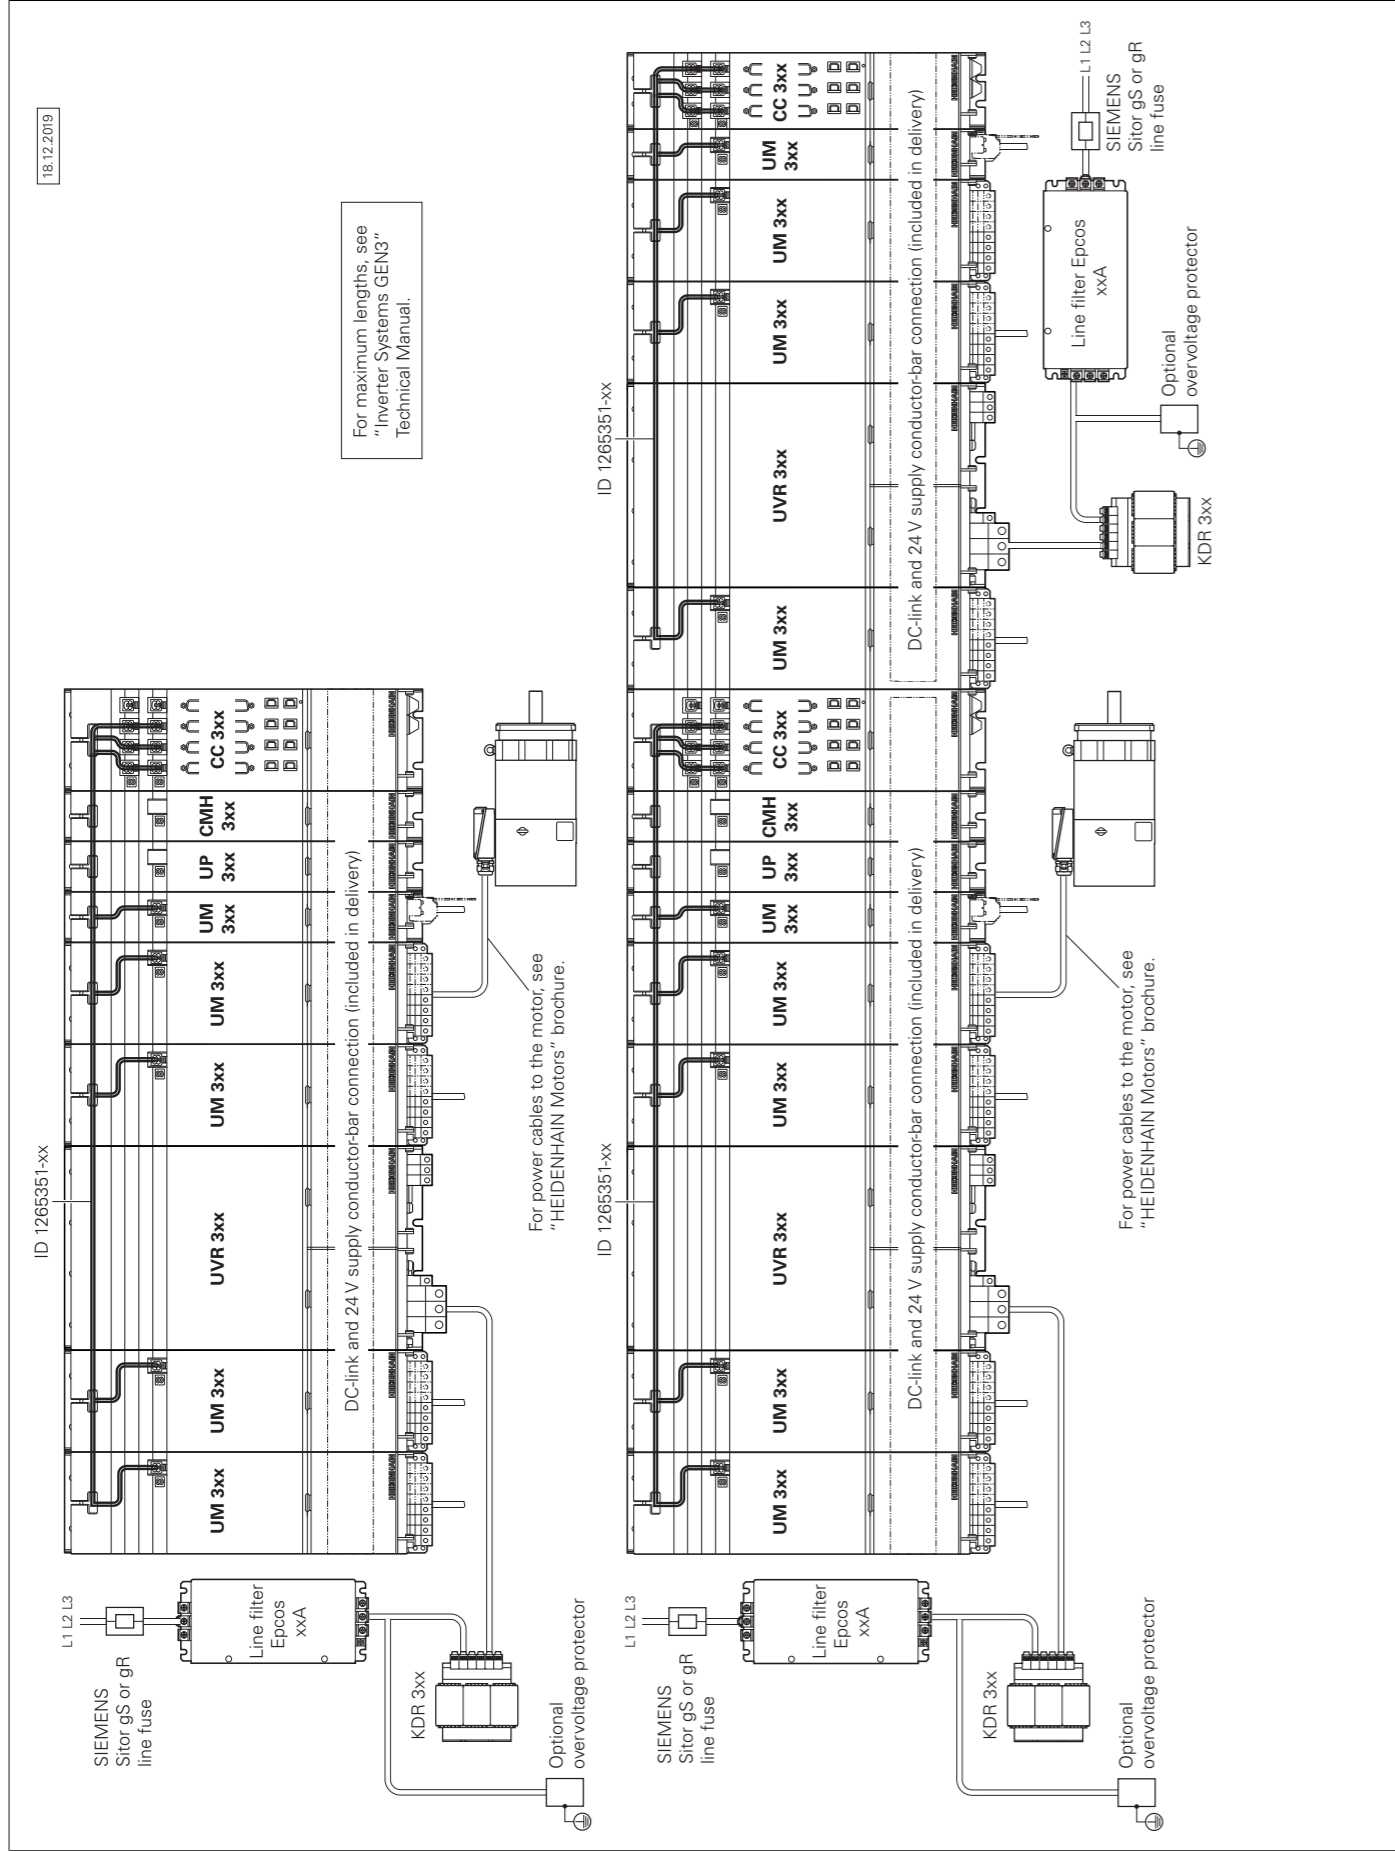 18.12.2019
ID 1265351-xx
L1 L2 L3
SIEMENS
Sitor gS or gR
line fuse
Line filter
Epcos
xxA
KDR 3xx
Optional
overvoltage protector
UM 3xx
UM 3xx
UVR 3xx
UM 3xx
UM 3xx
UM
3xx
UP
3xx
CMH
3xx
CC 3xx
DC-link and 24 V supply conductor-bar connection (included in delivery)
For power cables to the motor, see
"HEIDENHAIN Motors" brochure.
For maximum lengths, see
"Inverter Systems GEN3"
Technical Manual.
ID 1265351-xx
ID 1265351-xx
L1 L2 L3
SIEMENS
Sitor gS or gR
line fuse
Line filter
Epcos
xxA
KDR 3xx
Optional
overvoltage protector
UM 3xx
UM 3xx
UVR 3xx
UM 3xx
UM 3xx
UM
3xx
UP
3xx
CMH
3xx
CC 3xx
UM 3xx
UVR 3xx
UM 3xx
UM 3xx
UM
3xx
CC 3xx
DC-link and 24 V supply conductor-bar connection (included in delivery)
DC-link and 24 V supply conductor-bar connection (included in delivery)
For power cables to the motor, see
"HEIDENHAIN Motors" brochure.
KDR 3xx
Optional
overvoltage protector
Line filter Epcos
xxA
L1 L2 L3
SIEMENS
Sitor gS or gR
line fuse